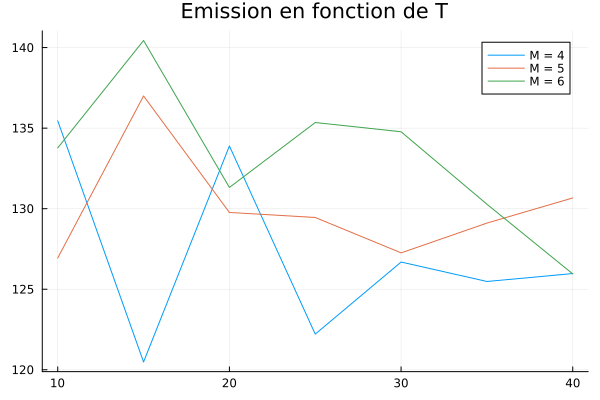 Emission en fonction de T
M = 4
M = 5
M = 6
140
135
130
125
120
10 20 30 40